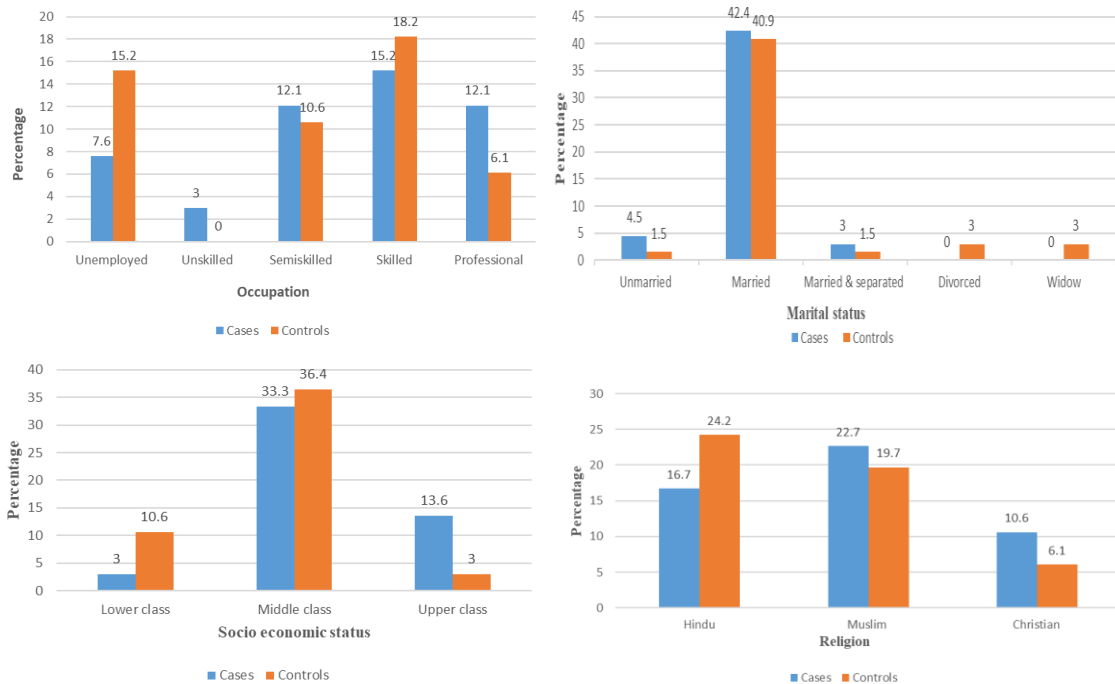 20
18
16
14
12
10
8
6
4
2
0
Percentage
7.6
15.2
3
0
12.1
10.6
15.2
18.2
12.1
6.1
Unemployed
Unskilled
Semiskilled
Skilled
Professional
Occupation
Cases
Controls
45
40
35
30
25
20
15
10
5
0
Percentage
4.5
1.5
42.4
40.9
3
1.5
0
3
0
3
Unmarried
Married
Married & separated
Divorced
Widow
Marital status
Cases
Controls
40
35
30
25
20
15
10
5
0
Percentage
3
10.6
33.3
36.4
13.6
3
Lower class
Middle class
Upper class
Socio economic status
Cases
Controls
30
25
20
15
10
5
0
Percentage
16.7
24.2
22.7
19.7
10.6
6.1
Hindu
Muslim
Christian
Religion
Cases
Controls